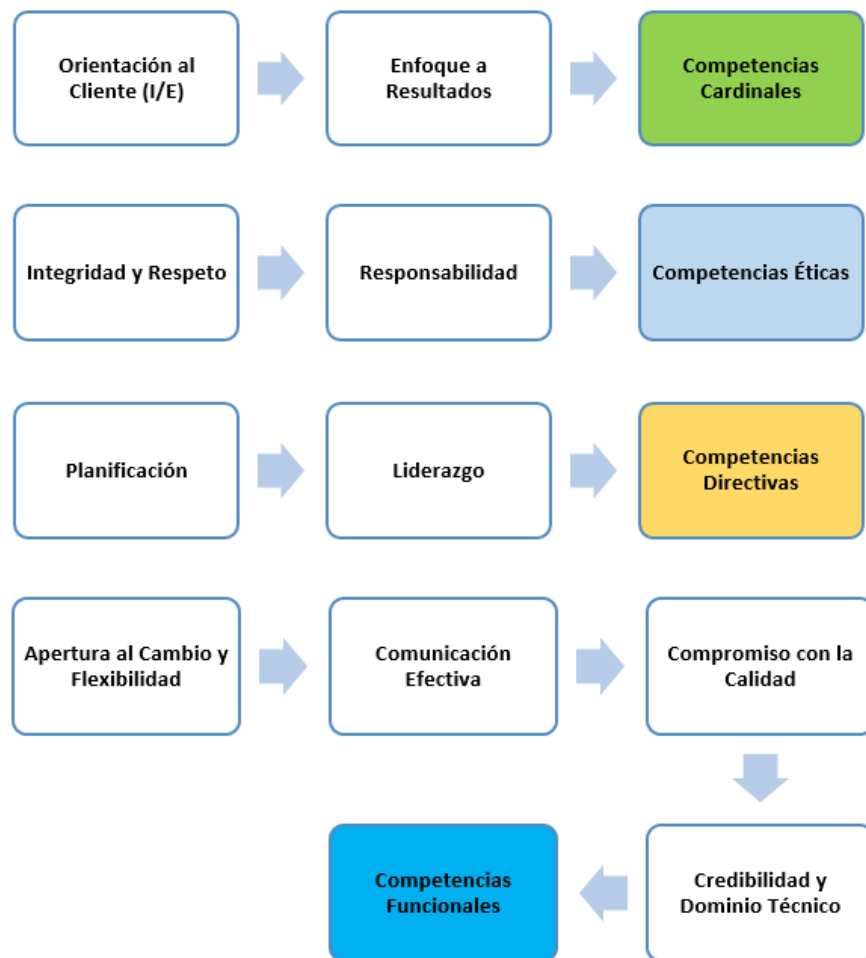 Orientación al
Cliente (I/E)
Enfoque a
Resultados
Competencias
Cardinales
Integridad y Respeto
Responsabilidad
Competencias Éticas
Planificación
Liderazgo
Competencias
Directivas
Apertura al Cambio y
Flexibilidad
Comunicación
Efectiva
Compromiso con la
Calidad
Competencias
Funcionales
Credibilidad y
Dominio Técnico